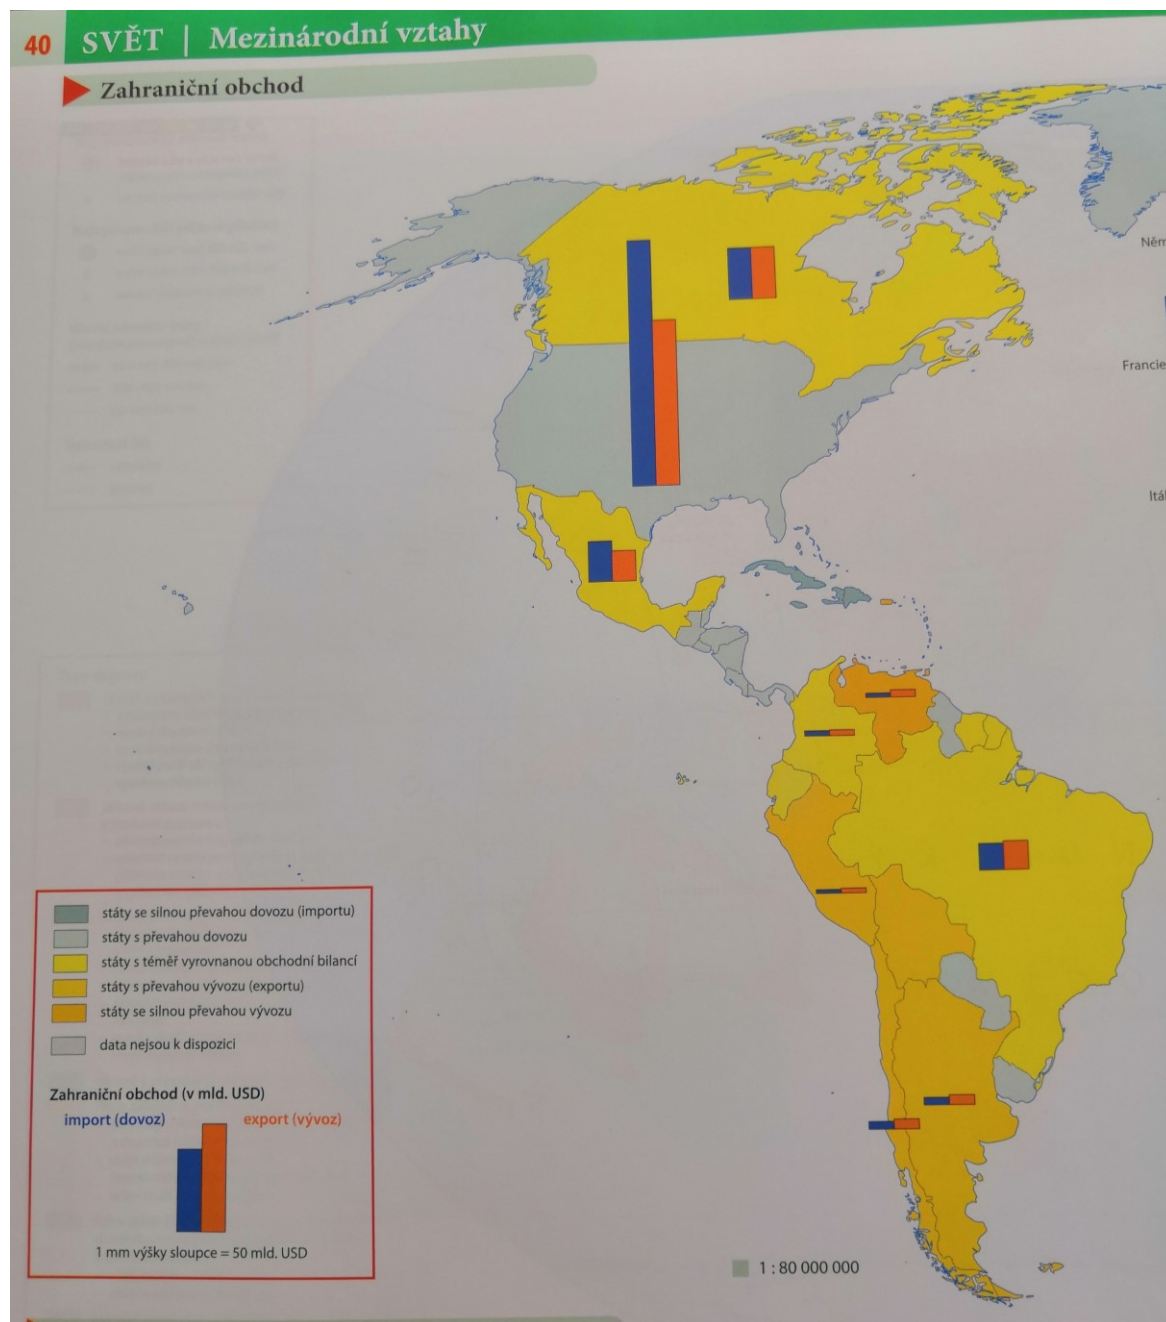 40 SVĚT | Mezinárodní vztahy
Zahraniční obchod
Něm
Francie
Itál
státy se silnou převahou dovozu (importu)
státy s převahou dovozu
státy s téměř vyrovnanou obchodní bilancí
státy s převahou vývozu (exportu)
státy se silnou převahou vývozu
data nejsou k dispozici
Zahraniční obchod (v mld. USD)
import (dovoz) export (vývoz)
1 mm výšky sloupce = 50 mld. USD
1 : 80 000 000